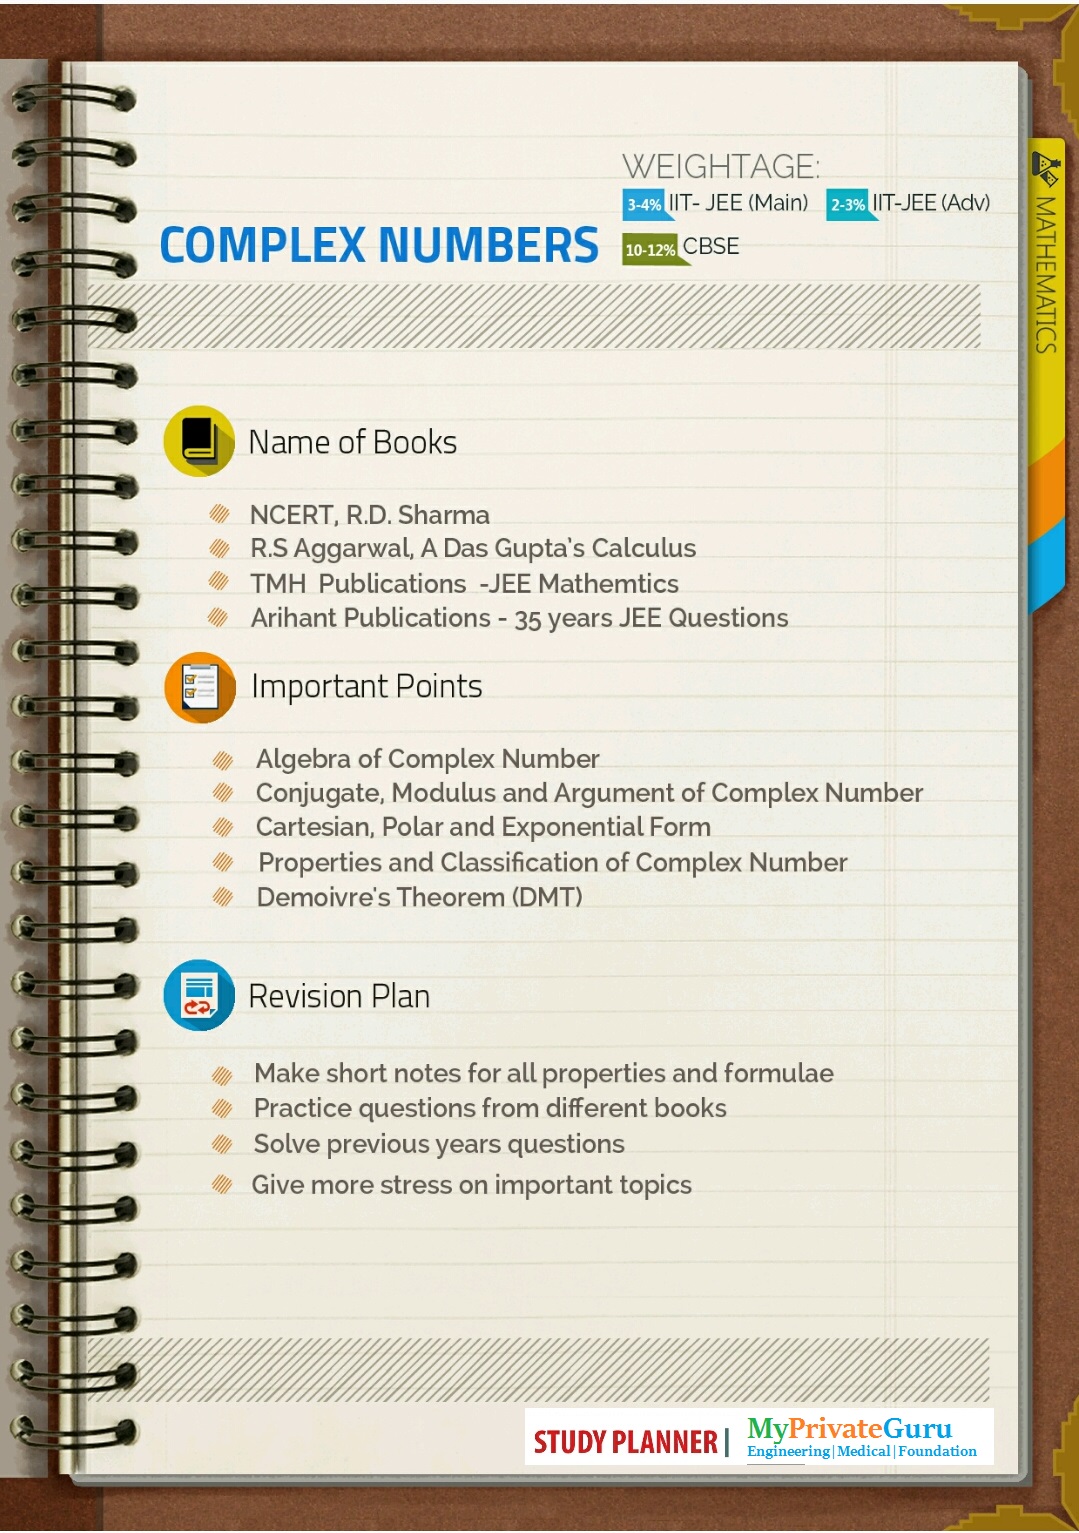 WEIGHTAGE:
3-4% IIT- JEE (Main) 2-3% IIT-JEE (Adv)
COMPLEX NUMBERS
10-12% CBSE
MATHEMATICS
Name of Books
NCERT, R.D. Sharma
R.S Aggarwal, A Das Gupta's Calculus
TMH Publications -JEE Mathemtics
Arihant Publications - 35 years JEE Questions
Important Points
Algebra of Complex Number
Conjugate, Modulus and Argument of Complex Number
Cartesian, Polar and Exponential Form
Properties and Classification of Complex Number
Demoivre's Theorem (DMT)
Revision Plan
Make short notes for all properties and formulae
Practice questions from different books
Solve previous years questions
Give more stress on important topics
STUDY PLANNER | MyPrivateGuru
Engineering|Medical|Foundation